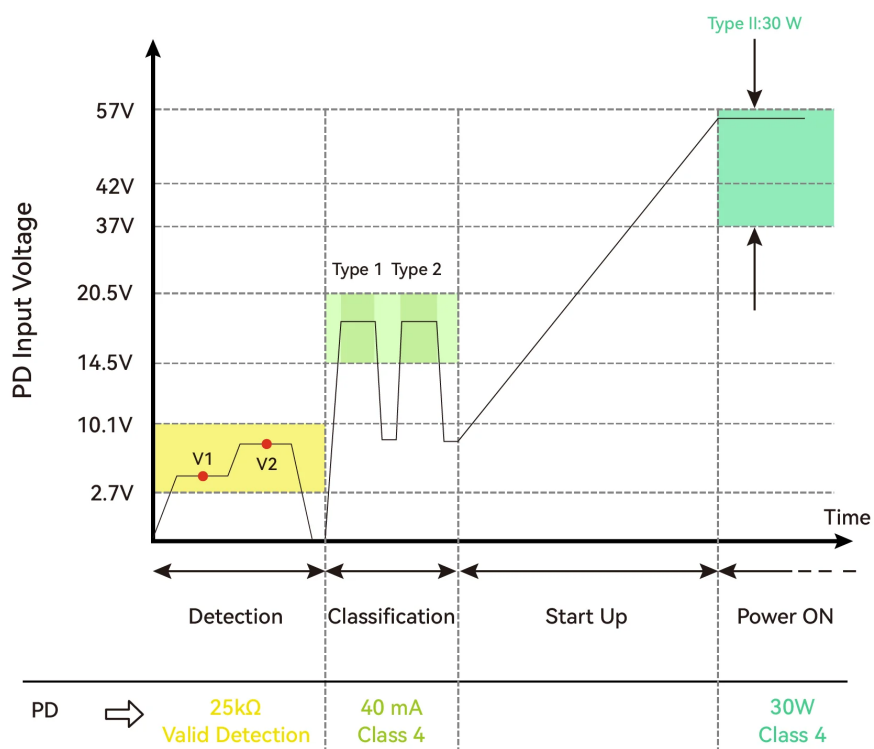 Type II:30 W
57V
42V
37V
Type 1 Type 2
20.5V
14.5V
10.1V
V1
V2
2.7V
PD Input Voltage
Time
Detection
Classification
Start Up
Power ON
PD
25kΩ
Valid Detection
40 mA
Class 4
30W
Class 4